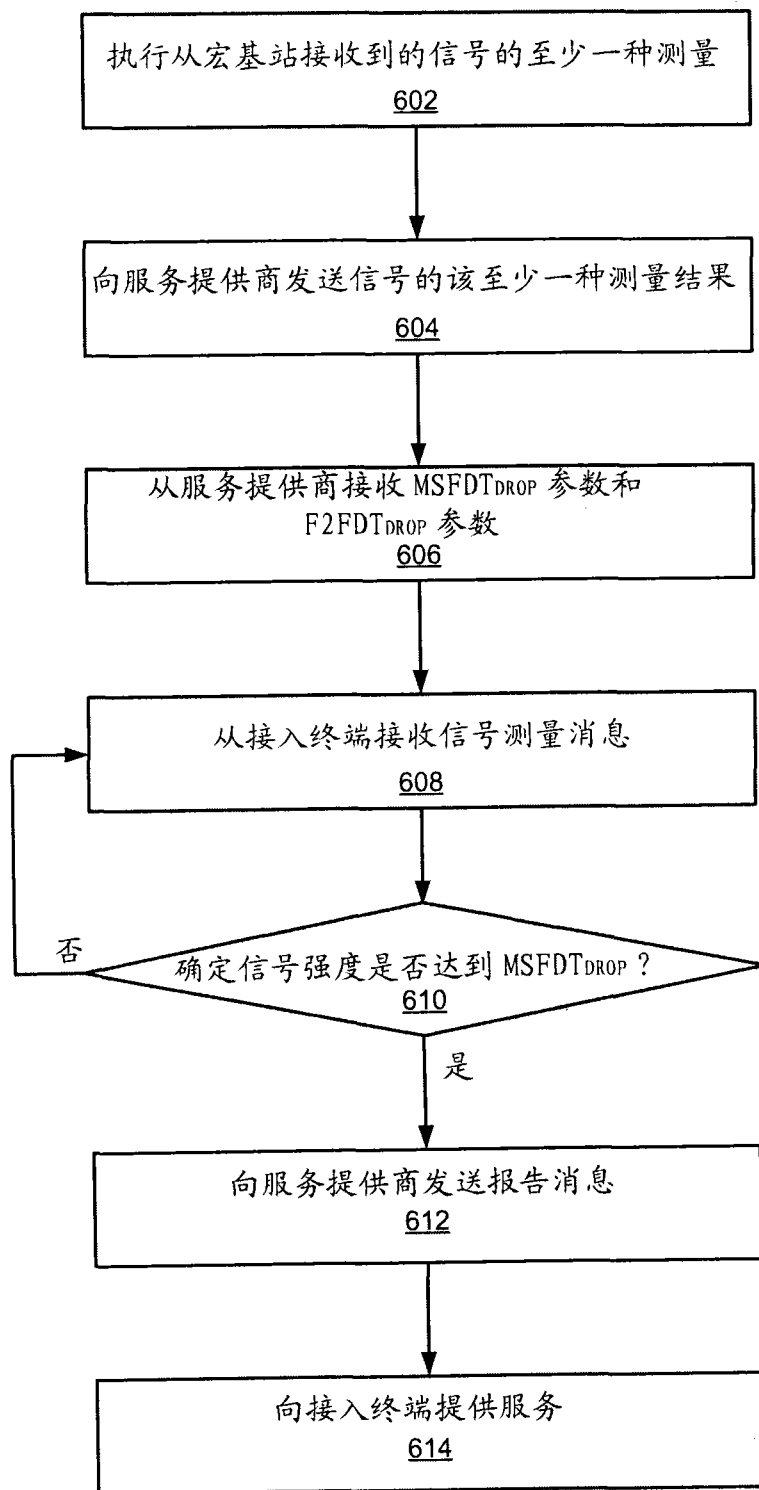 执行从宏基站接收到的信号的至少一种测量
602
向服务提供商发送信号的该至少一种测量结果
604
从服务提供商接收 MSFDTDROP 参数和
F2FDTDROP 参数
606
从接入终端接收信号测量消息
608
否
确定信号强度是否达到 MSFDTDROP？
610
是
向服务提供商发送报告消息
612
向接入终端提供服务
614